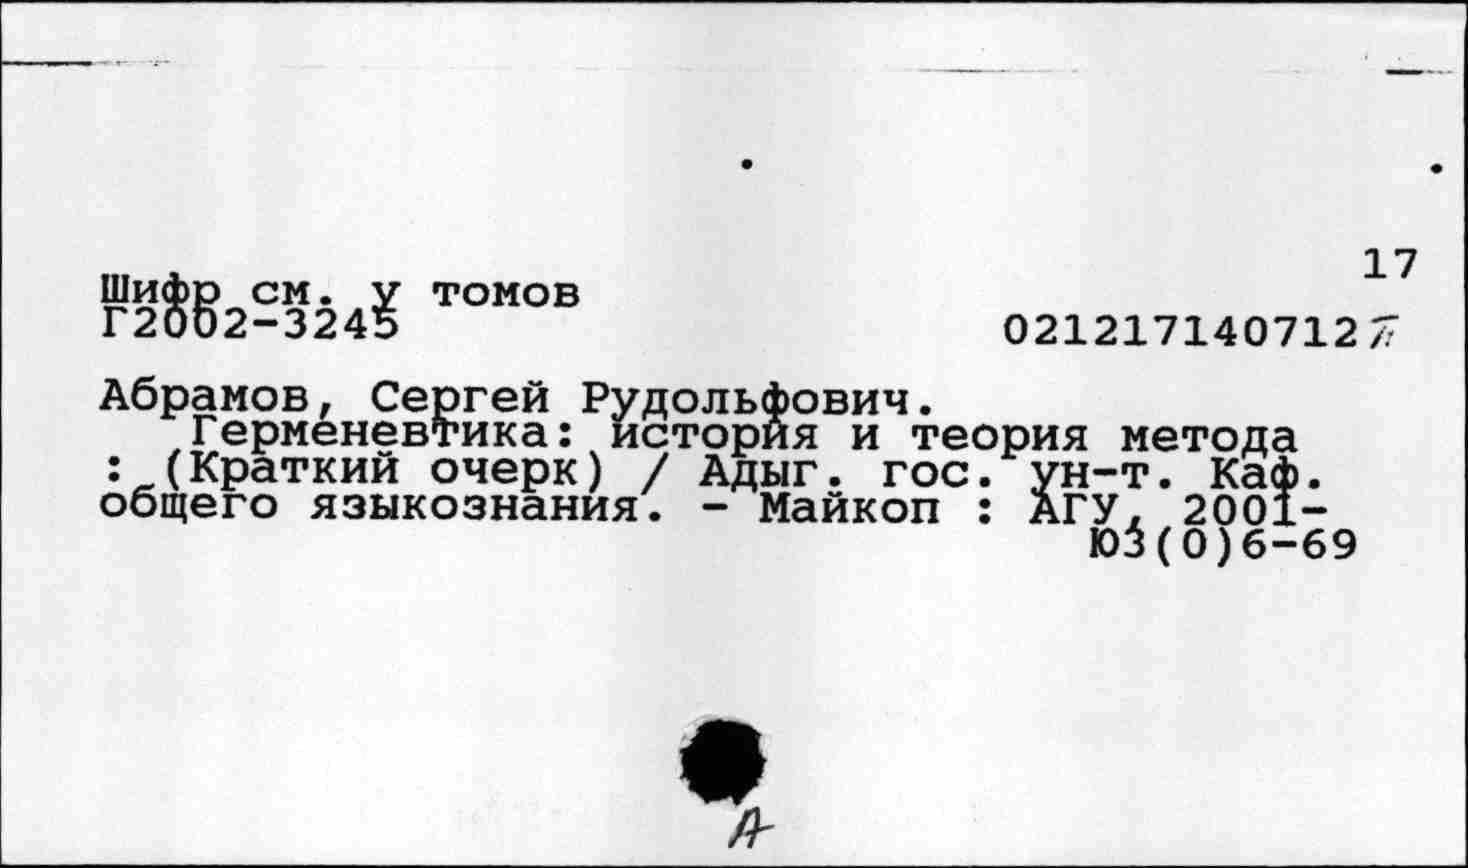 17
Шифр см. у томов
Г2002-3245
021217140712
Абрамов, Сергей Рудольфович.
Герменевтика: история и теория метода
: (Краткий очерк) / Адыг. гос. ун-т. Каф.
общего языкознания. - Майкоп : АГУ, 2001-
Ю3(0)6-69
А